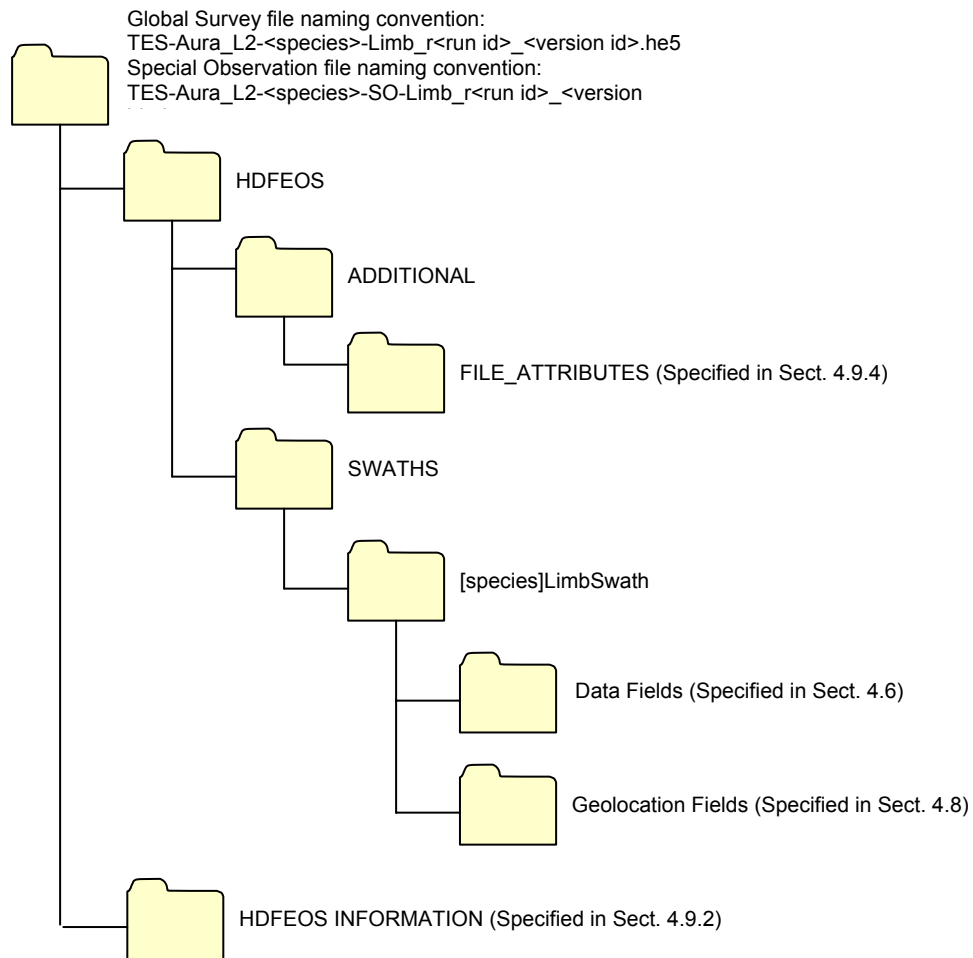 Global Survey file naming convention:
TES-Aura_L2-<species>-Limb_r<run id>_<version id>.he5
Special Observation file naming convention:
TES-Aura_L2-<species>-SO-Limb_r<run id>_<version
HDFEOS
ADDITIONAL
FILE_ATTRIBUTES (Specified in Sect. 4.9.4)
SWATHS
[species]LimbSwath
Data Fields (Specified in Sect. 4.6)
Geolocation Fields (Specified in Sect. 4.8)
HDFEOS INFORMATION (Specified in Sect. 4.9.2)